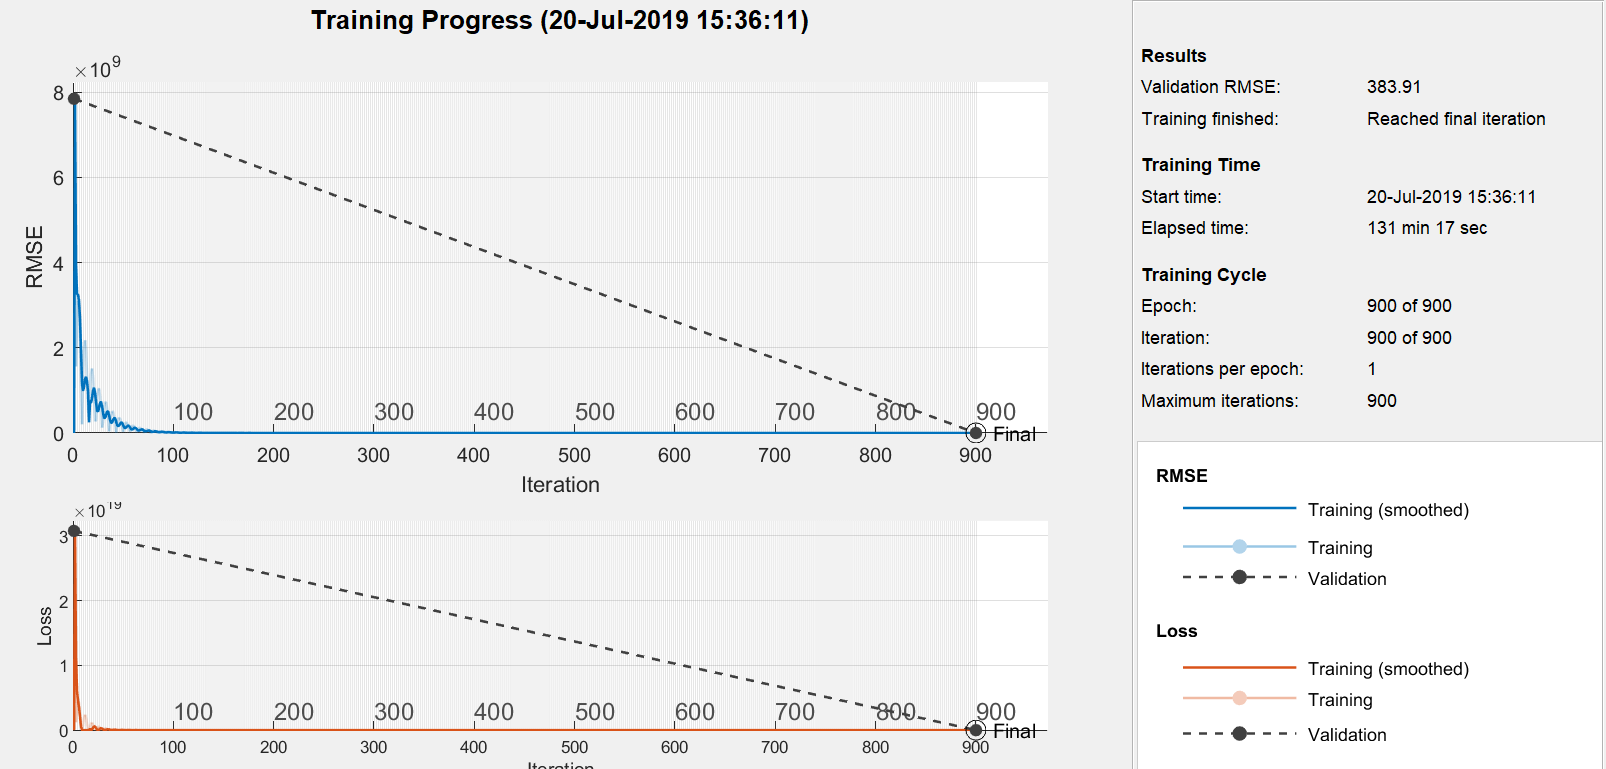 Training Progress (20-Jul-2019 15:36:11)
×10^9
8
6
4
2
0
RMSE
100 200 300 400 500 600 700 800 900
Final
0 100 200 300 400 500 600 700 800 900
Iteration
×10^19
3
2
1
0
Loss
100 200 300 400 500 600 700 800 900
Final
0 100 200 300 400 500 600 700 800 900
Iteration
Results
Validation RMSE: 383.91
Training finished: Reached final iteration
Training Time
Start time: 20-Jul-2019 15:36:11
Elapsed time: 131 min 17 sec
Training Cycle
Epoch: 900 of 900
Iteration: 900 of 900
Iterations per epoch: 1
Maximum iterations: 900
RMSE
Training (smoothed)
Training
Validation
Loss
Training (smoothed)
Training
Validation